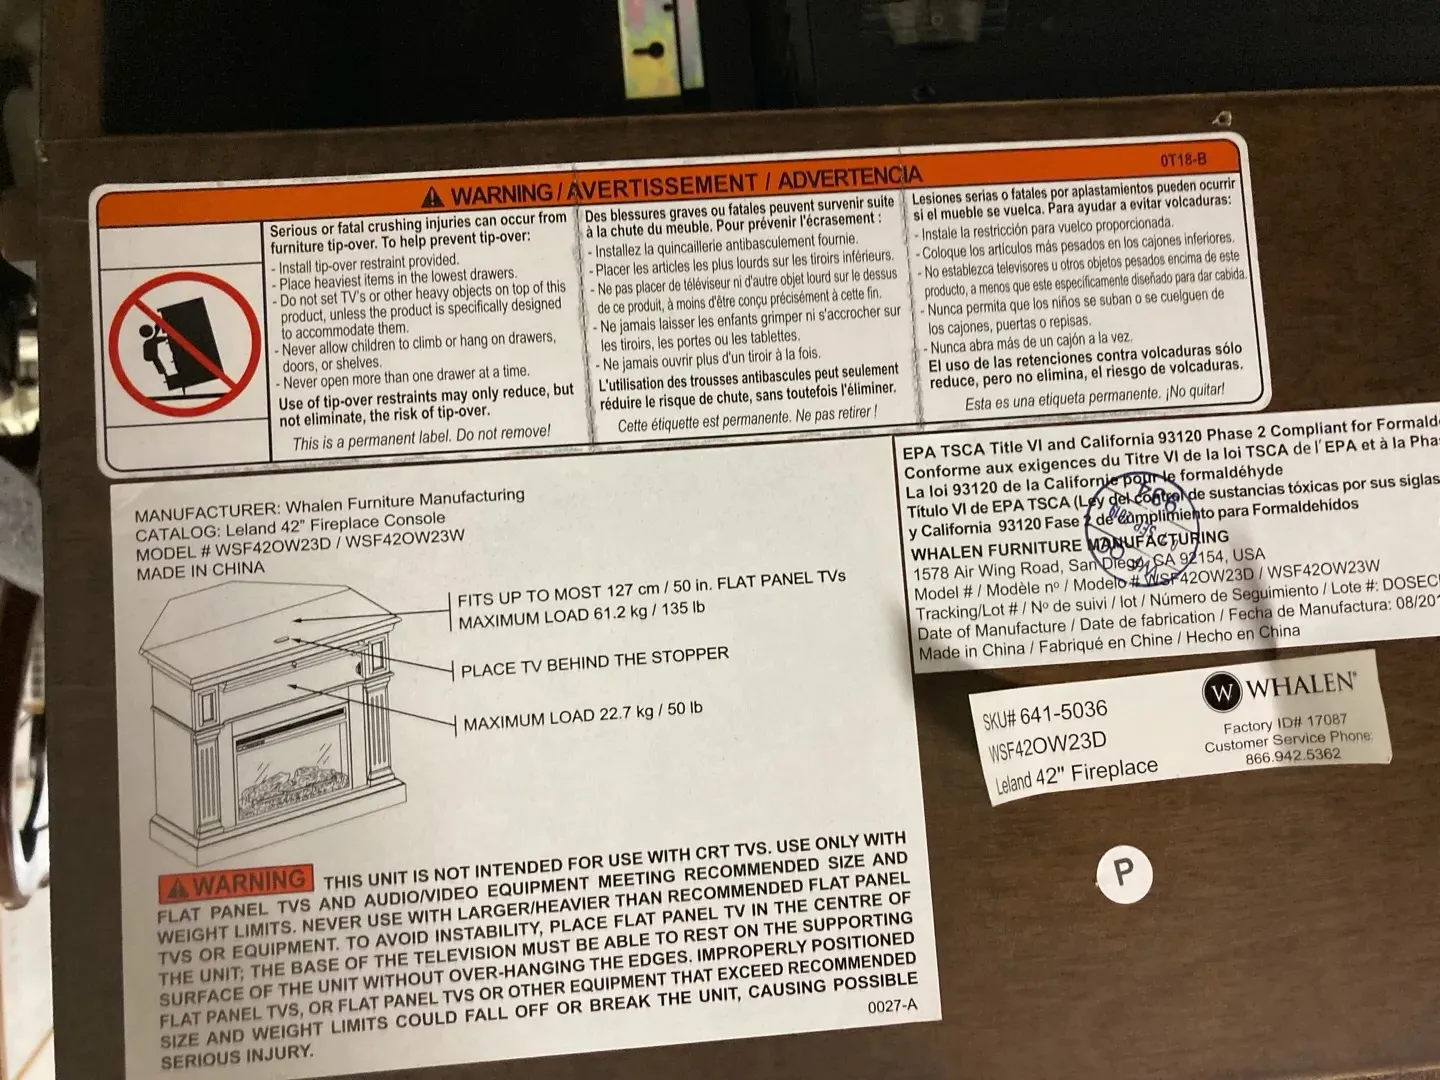 0T18-B
WARNING / AVERTISSEMENT / ADVERTENCIA
Serious or fatal crushing injuries can occur from
furniture tip-over. To help prevent tip-over:
- Install tip-over restraint provided.
- Place heaviest items in the lowest drawers.
- Do not set TV's or other heavy objects on top of this
product, unless the product is specifically designed
to accommodate them.
- Never allow children to climb or hang on drawers,
doors, or shelves.
- Never open more than one drawer at a time.
Use of tip-over restraints may only reduce, but
not eliminate, the risk of tip-over.
This is a permanent label. Do not remove!
Des blessures graves ou fatales peuvent survenir suite
à la chute du meuble. Pour prévenir l'écrasement :
- Installez la quincaillerie antibasculement fournie.
- Placer les articles les plus lourds sur les tiroirs inférieurs.
- Ne pas placer de téléviseur ni d'autre objet lourd sur le dessus
de ce produit, à moins d'être conçu précisément à cette fin.
- Ne jamais laisser les enfants grimper ni s'accrocher sur
les tiroirs, les portes ou les tablettes.
- Ne jamais ouvrir plus d'un tiroir à la fois.
L'utilisation des trousses antibascules peut seulement
réduire le risque de chute, sans toutefois l'éliminer.
Cette étiquette est permanente. Ne pas retirer !
Lesiones serias o fatales por aplastamientos pueden ocurrir
si el mueble se vuelca. Para ayudar a evitar volcaduras:
- Instale la restricción para vuelco proporcionada.
- Coloque los artículos más pesados en los cajones inferiores.
- No establezca televisores u otros objetos pesados encima de este
producto, a menos que este específicamente diseñado para dar cabida.
- Nunca permita que los niños se suban o se cuelguen de
los cajones, puertas o repisas.
- Nunca abra más de un cajón a la vez.
El uso de las retenciones contra volcaduras sólo
reduce, pero no elimina, el riesgo de volcaduras.
Esta es una etiqueta permanente. ¡No quitar!
MANUFACTURER: Whalen Furniture Manufacturing
CATALOG: Leland 42" Fireplace Console
MODEL # WSF42OW23D / WSF42OW23W
MADE IN CHINA
FITS UP TO MOST 127 cm / 50 in. FLAT PANEL TVs
MAXIMUM LOAD 61.2 kg / 135 lb
PLACE TV BEHIND THE STOPPER
MAXIMUM LOAD 22.7 kg / 50 lb
WARNING THIS UNIT IS NOT INTENDED FOR USE WITH CRT TVS. USE ONLY WITH
FLAT PANEL TVS AND AUDIO/VIDEO EQUIPMENT MEETING RECOMMENDED SIZE AND
WEIGHT LIMITS. NEVER USE WITH LARGER/HEAVIER THAN RECOMMENDED FLAT PANEL
TVS OR EQUIPMENT. TO AVOID INSTABILITY, PLACE FLAT PANEL TV IN THE CENTRE OF
THE UNIT; THE BASE OF THE TELEVISION MUST BE ABLE TO REST ON THE SUPPORTING
SURFACE OF THE UNIT WITHOUT OVER-HANGING THE EDGES. IMPROPERLY POSITIONED
FLAT PANEL TVS, OR FLAT PANEL TVS OR OTHER EQUIPMENT THAT EXCEED RECOMMENDED
SIZE AND WEIGHT LIMITS COULD FALL OFF OR BREAK THE UNIT, CAUSING POSSIBLE
SERIOUS INJURY.
0027-A
EPA TSCA Title VI and California 93120 Phase 2 Compliant for Formald
Conforme aux exigences du Titre VI de la loi TSCA de l'EPA et à la Pha
La loi 93120 de la Californie pour le formaldéhyde
Título VI de EPA TSCA (Ley del control de sustancias tóxicas por sus siglas
y California 93120 Fase 2 de cumplimiento para Formaldehidos
WHALEN FURNITURE MANUFACTURING
1578 Air Wing Road, San Diego, CA 92154, USA
Model # / Modèle nº / Modelo # WSF42OW23D / WSF42OW23W
Tracking/Lot # / Nº de suivi / lot / Número de Seguimiento / Lote #: DOSEC
Date of Manufacture / Date de fabrication / Fecha de Manufactura: 08/201
Made in China / Fabriqué en Chine / Hecho en China
SKU# 641-5036
WSF42OW23D
Leland 42" Fireplace
W WHALEN
Factory ID# 17087
Customer Service Phone:
866.942.5362
P